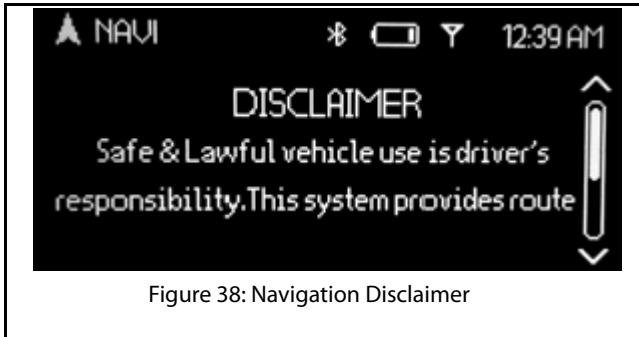 NAVI 12:39 AM
DISCLAIMER
Safe & Lawful vehicle use is driver's
responsibility.This system provides route
Figure 38: Navigation Disclaimer